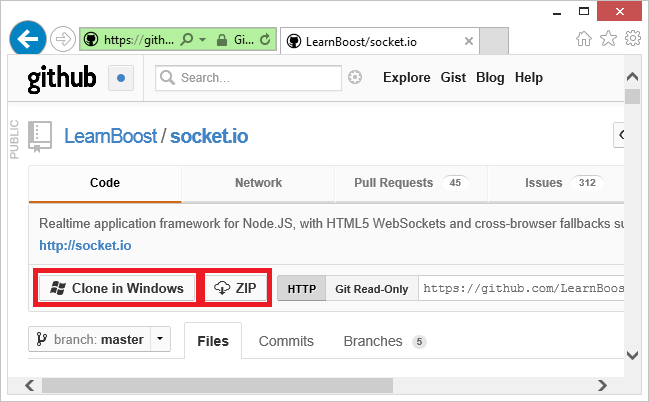 https://gith... Gi...
LearnBoost/socket.io
github Search... Explore Gist Blog Help
PUBLIC
LearnBoost / socket.io
Code Network Pull Requests 45 Issues 312
Realtime application framework for Node.JS, with HTML5 WebSockets and cross-browser fallbacks su
http://socket.io
Clone in Windows ZIP HTTP Git Read-Only https://github.com/LearnBoos
branch: master Files Commits Branches 5